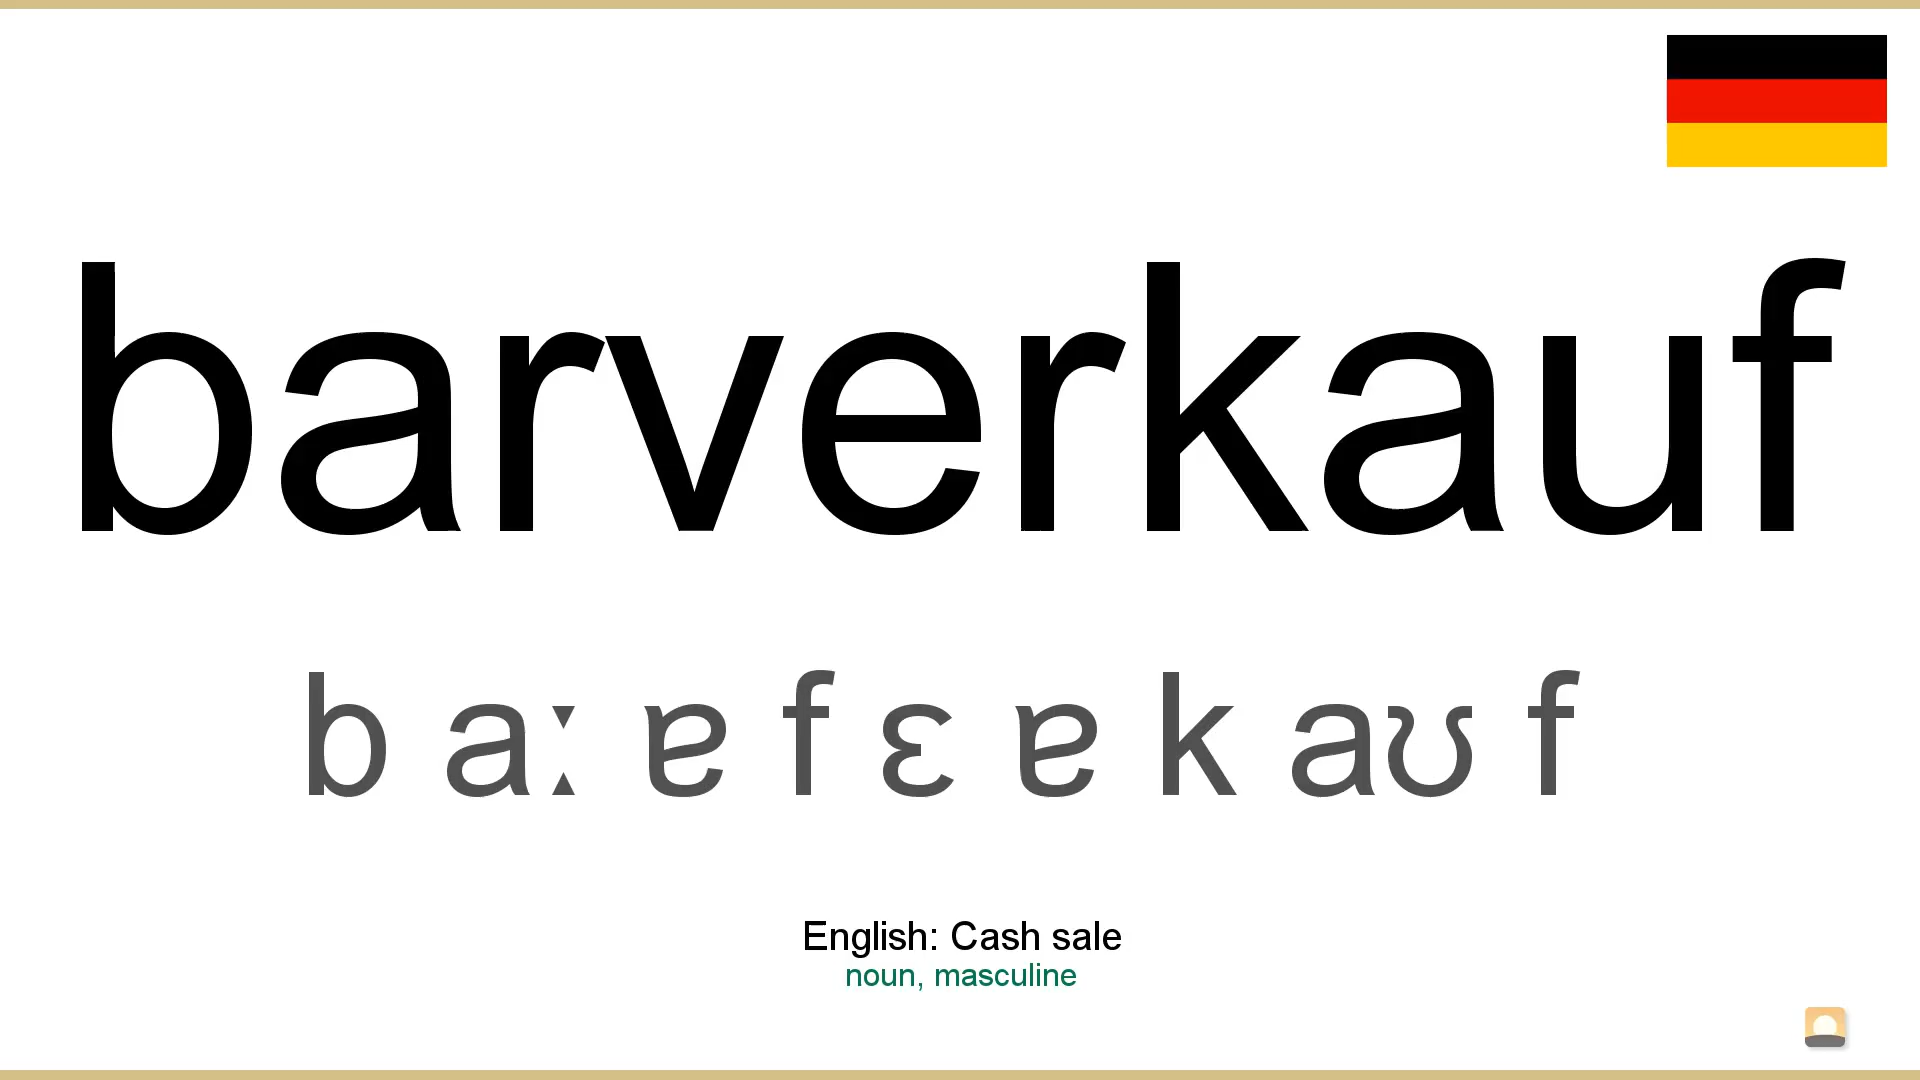 barverkauf
b aː ɐ f ɛ ɐ k aʊ f
English: Cash sale
noun, masculine